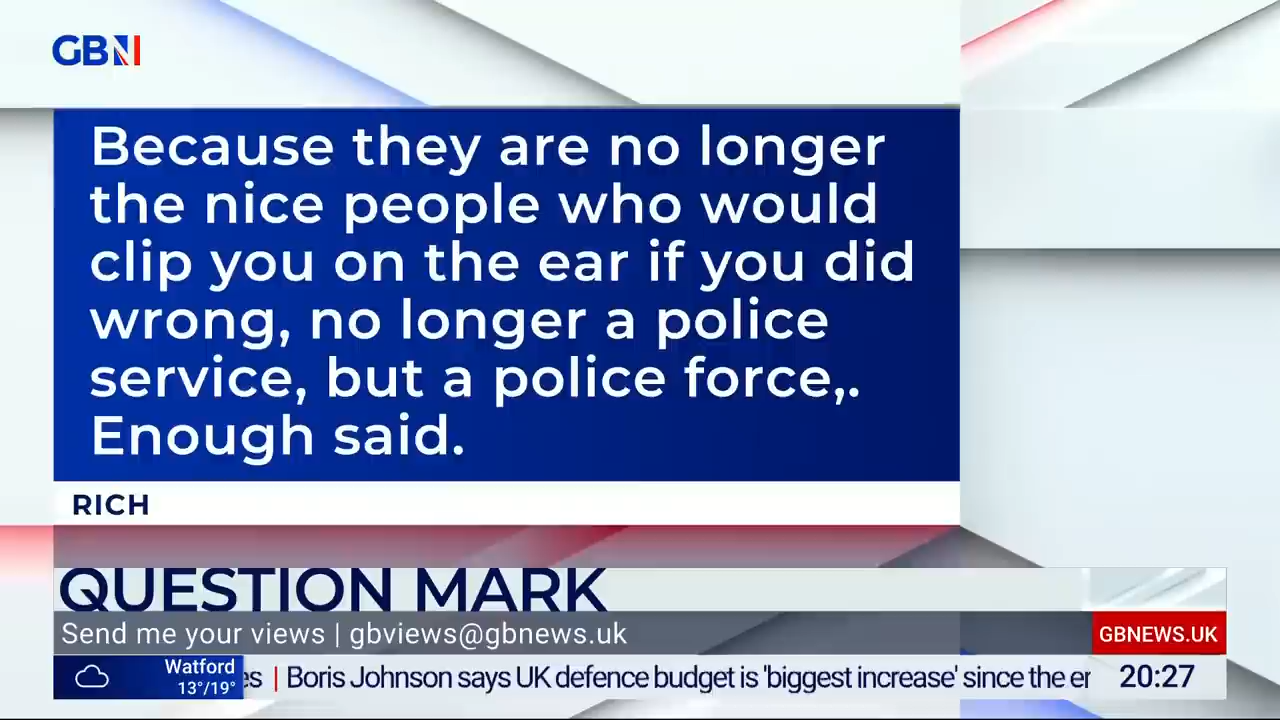 GBN
Because they are no longer
the nice people who would
clip you on the ear if you did
wrong, no longer a police
service, but a police force,.
Enough said.
RICH
QUESTION MARK
Send me your views | gbviews@gbnews.uk
GBNEWS.UK
Watford
13°/19°
es | Boris Johnson says UK defence budget is 'biggest increase' since the er
20:27